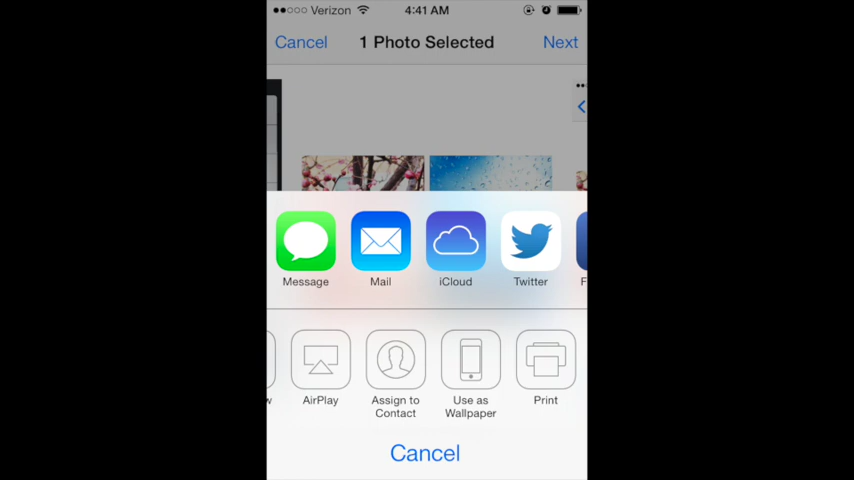 Verizon 4:41 AM
Cancel 1 Photo Selected Next
Message Mail iCloud Twitter F
w AirPlay Assign to Contact Use as Wallpaper Print
Cancel